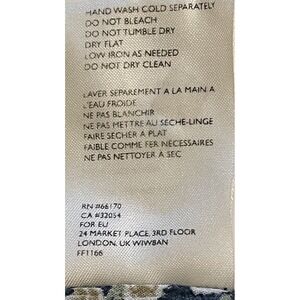 HAND WASH COLD SEPARATELY
DO NOT BLEACH
DO NOT TUMBLE DRY
DRY FLAT
LOW IRON AS NEEDED
DO NOT DRY CLEAN
LAVER SEPAREMENT A LA MAIN A
L'EAU FROIDE
NE PAS BLANCHIR
NE PAS METTRE AU SECHE-LINGE
FAIRE SECHER A PLAT
FAIBLE COMME FER NECESSAIRES
NE PAS NETTOYER A SEC
RN #66170
CA #32054
FOR EU
24 MARKET PLACE, 3RD FLOOR
LONDON, UK W1W8AN
FF1166